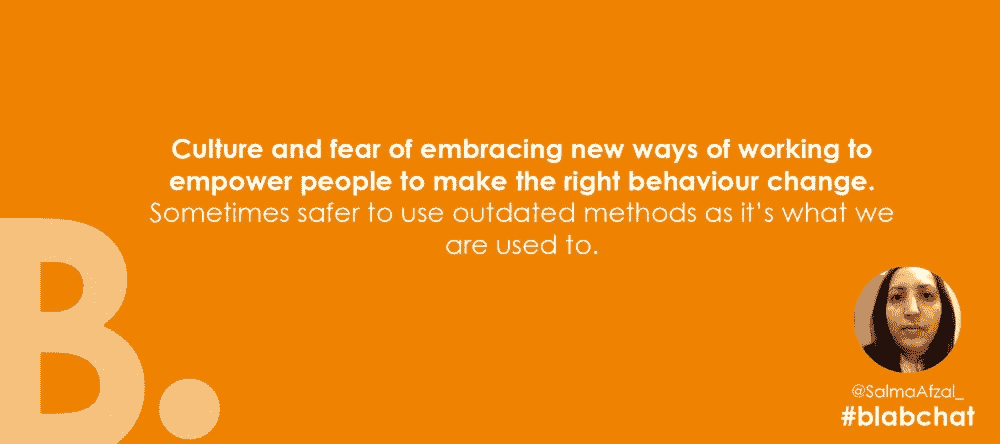 Culture and fear of embracing new ways of working to
empower people to make the right behaviour change.
Sometimes safer to use outdated methods as it's what we
are used to.
B.
@SalmaAfzal_
#blabchat